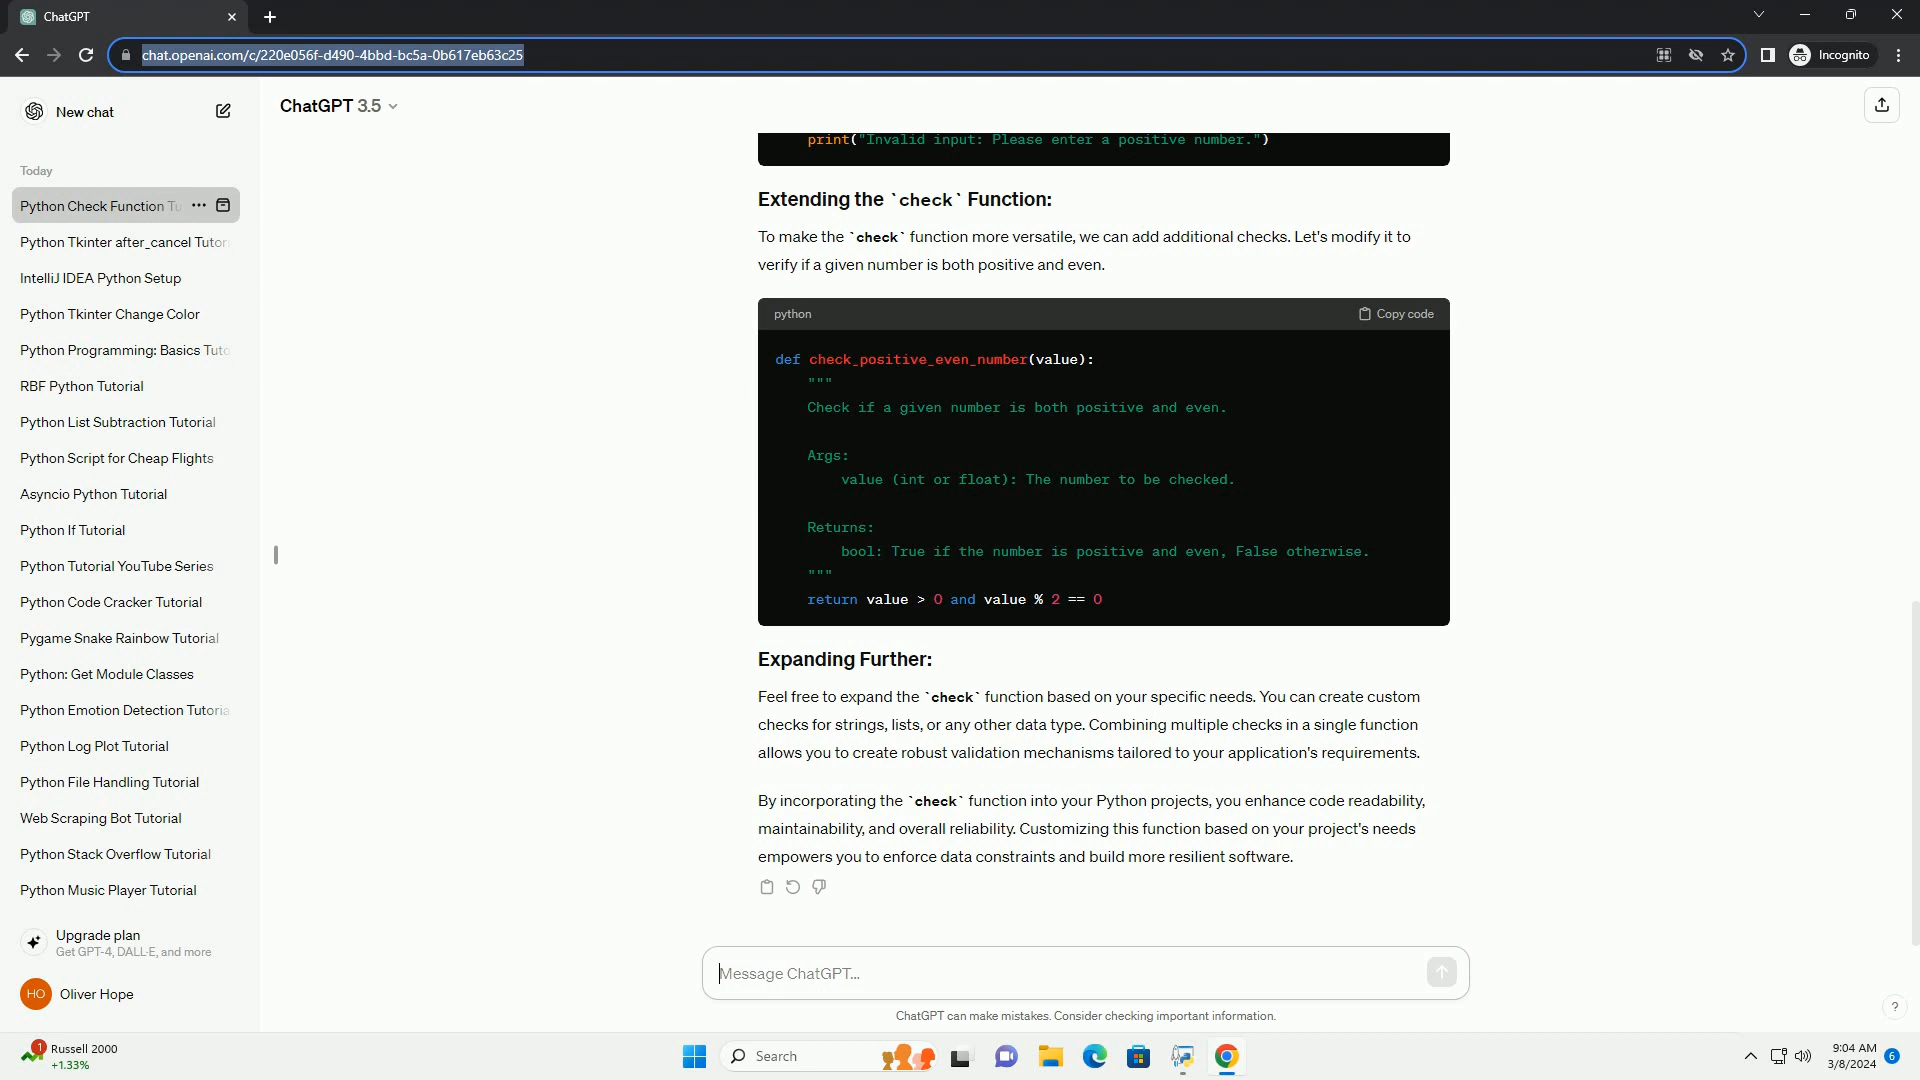 ChatGPT
chat.openai.com/c/220e056f-d490-4bbd-bc5a-0b617eb63c25
Incognito
New chat
Today
Python Check Function Tu
Python Tkinter after_cancel Tutor
IntelliJ IDEA Python Setup
Python Tkinter Change Color
Python Programming: Basics Tuto
RBF Python Tutorial
Python List Subtraction Tutorial
Python Script for Cheap Flights
Asyncio Python Tutorial
Python If Tutorial
Python Tutorial YouTube Series
Python Code Cracker Tutorial
Pygame Snake Rainbow Tutorial
Python: Get Module Classes
Python Emotion Detection Tutoria
Python Log Plot Tutorial
Python File Handling Tutorial
Web Scraping Bot Tutorial
Python Stack Overflow Tutorial
Python Music Player Tutorial
Upgrade plan
Get GPT-4, DALL·E, and more
HO Oliver Hope
ChatGPT 3.5
print("Invalid input: Please enter a positive number.")
Extending the `check` Function:
To make the `check` function more versatile, we can add additional checks. Let's modify it to
verify if a given number is both positive and even.
python Copy code
def check_positive_even_number(value):
"""
Check if a given number is both positive and even.
Args:
value (int or float): The number to be checked.
Returns:
bool: True if the number is positive and even, False otherwise.
"""
return value > 0 and value % 2 == 0
Expanding Further:
Feel free to expand the `check` function based on your specific needs. You can create custom
checks for strings, lists, or any other data type. Combining multiple checks in a single function
allows you to create robust validation mechanisms tailored to your application's requirements.
By incorporating the `check` function into your Python projects, you enhance code readability,
maintainability, and overall reliability. Customizing this function based on your project's needs
empowers you to enforce data constraints and build more resilient software.
Message ChatGPT...
ChatGPT can make mistakes. Consider checking important information.
?
1
Russell 2000
+1.33%
Search
9:04 AM
3/8/2024
6